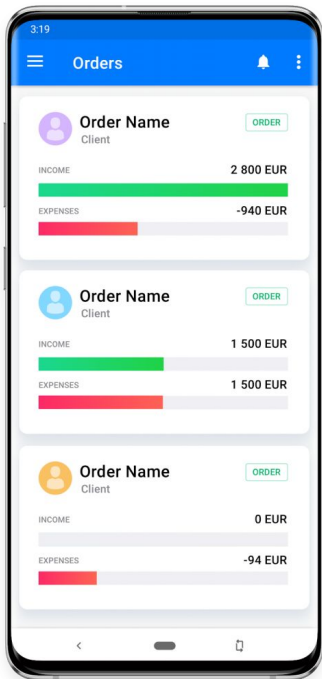 3:19
Orders
Order Name
ORDER
Client
INCOME
2 800 EUR
EXPENSES
-940 EUR
Order Name
ORDER
Client
INCOME
1 500 EUR
EXPENSES
1 500 EUR
Order Name
ORDER
Client
INCOME
0 EUR
EXPENSES
-94 EUR